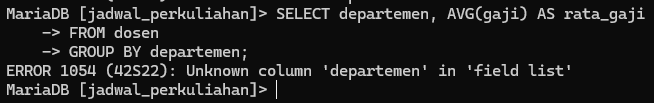 MariaDB [jadwal_perkuliahan]> SELECT departemen, AVG(gaji) AS rata_gaji
    -> FROM dosen
    -> GROUP BY departemen;
ERROR 1054 (42S22): Unknown column 'departemen' in 'field list'
MariaDB [jadwal_perkuliahan]>